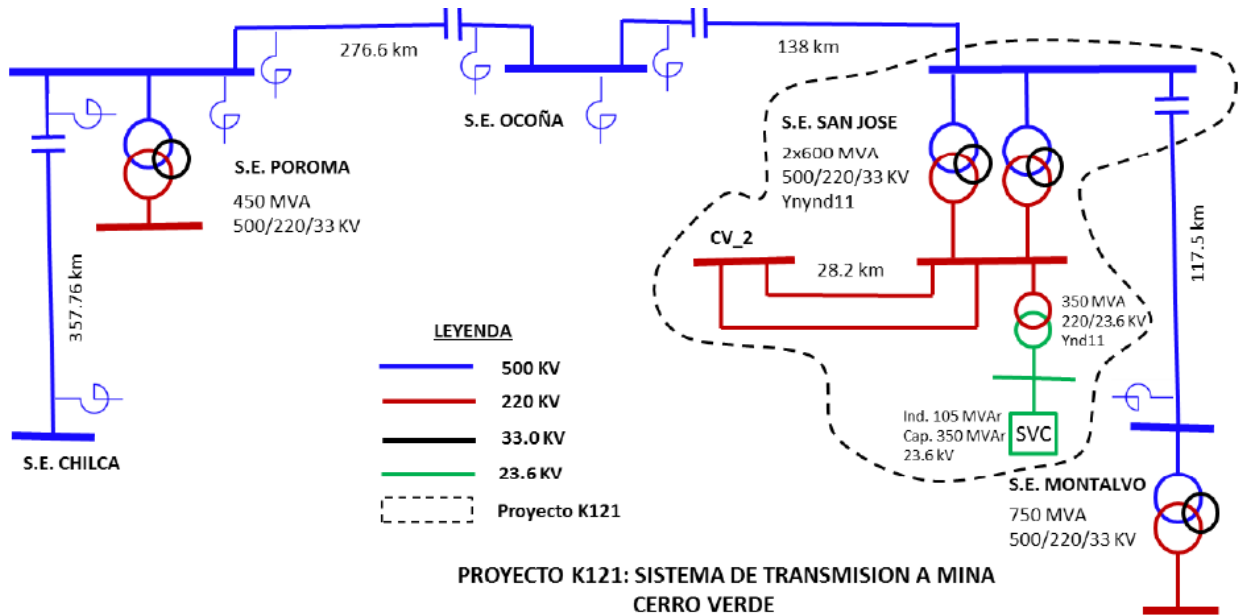 276.6 km
138 km
S.E. OCOÑA
S.E. SAN JOSE
2x600 MVA
500/220/33 KV
Ynynd11
S.E. POROMA
450 MVA
500/220/33 KV
CV_2
28.2 km
117.5 km
357.76 km
350 MVA
220/23.6 KV
Ynd11
LEYENDA
500 KV
220 KV
33.0 KV
23.6 KV
Proyecto K121
Ind. 105 MVAr
Cap. 350 MVAr
23.6 kV
SVC
S.E. CHILCA
S.E. MONTALVO
750 MVA
500/220/33 KV
PROYECTO K121: SISTEMA DE TRANSMISION A MINA
CERRO VERDE